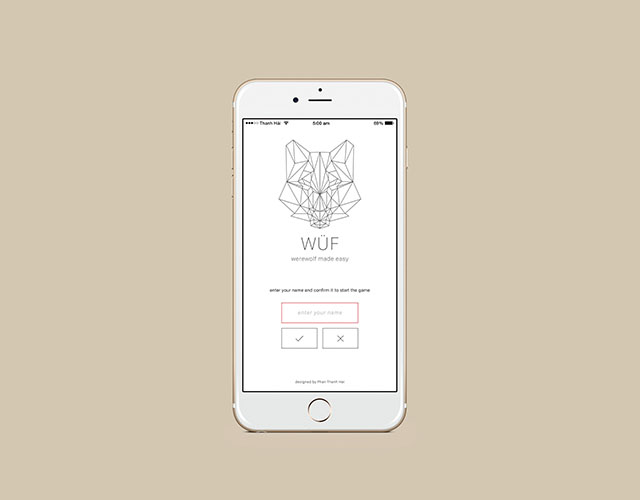 Thanh Hải 5:00 am 69%
WÜF
werewolf made easy
enter your name and confirm it to start the game
enter your name
designed by Phan Thanh Hai